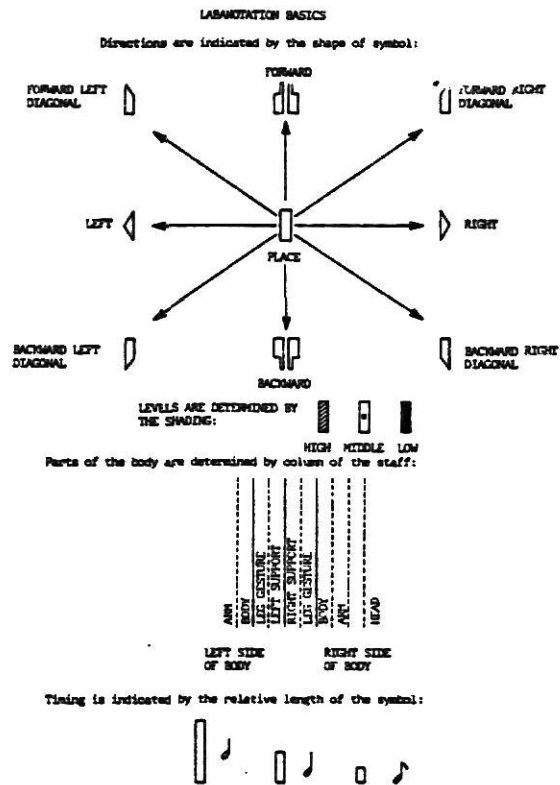 LABANOTATION BASICS
Directions are indicated by the shape of symbol:
FORWARD LEFT
DIAGONAL
FORWARD
FORWARD RIGHT
DIAGONAL
LEFT
RIGHT
PLACE
BACKWARD LEFT
DIAGONAL
BACKWARD
BACKWARD RIGHT
DIAGONAL
LEVELS ARE DETERMINED BY
THE SHADING:
HIGH MIDDLE LOW
Parts of the body are determined by column of the staff:
ARM
BODY
LEG GESTURE
LEFT SUPPORT
RIGHT SUPPORT
LEG GESTURE
BODY
ARM
HEAD
LEFT SIDE
OF BODY
RIGHT SIDE
OF BODY
Timing is indicated by the relative length of the symbol: